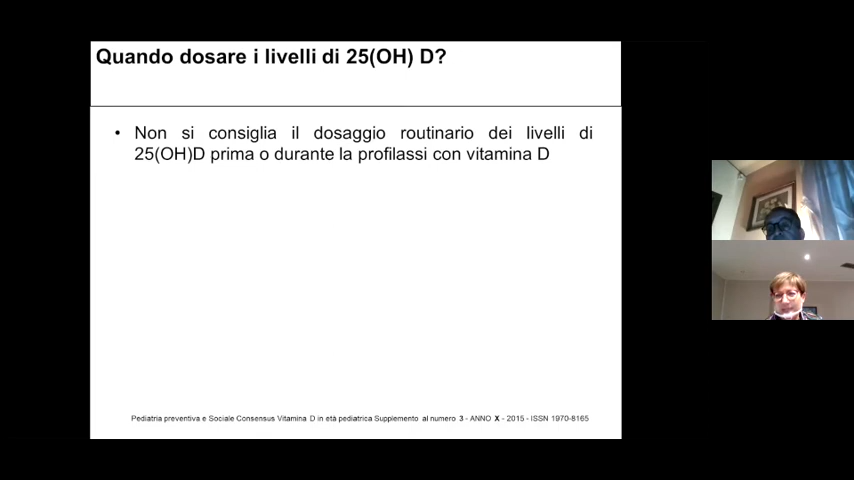 Quando dosare i livelli di 25(OH) D?
• Non si consiglia il dosaggio routinario dei livelli di
25(OH)D prima o durante la profilassi con vitamina D
Pediatria preventiva e Sociale Consensus Vitamina D in età pediatrica Supplemento al numero 3 - ANNO X - 2015 - ISSN 1970-8165